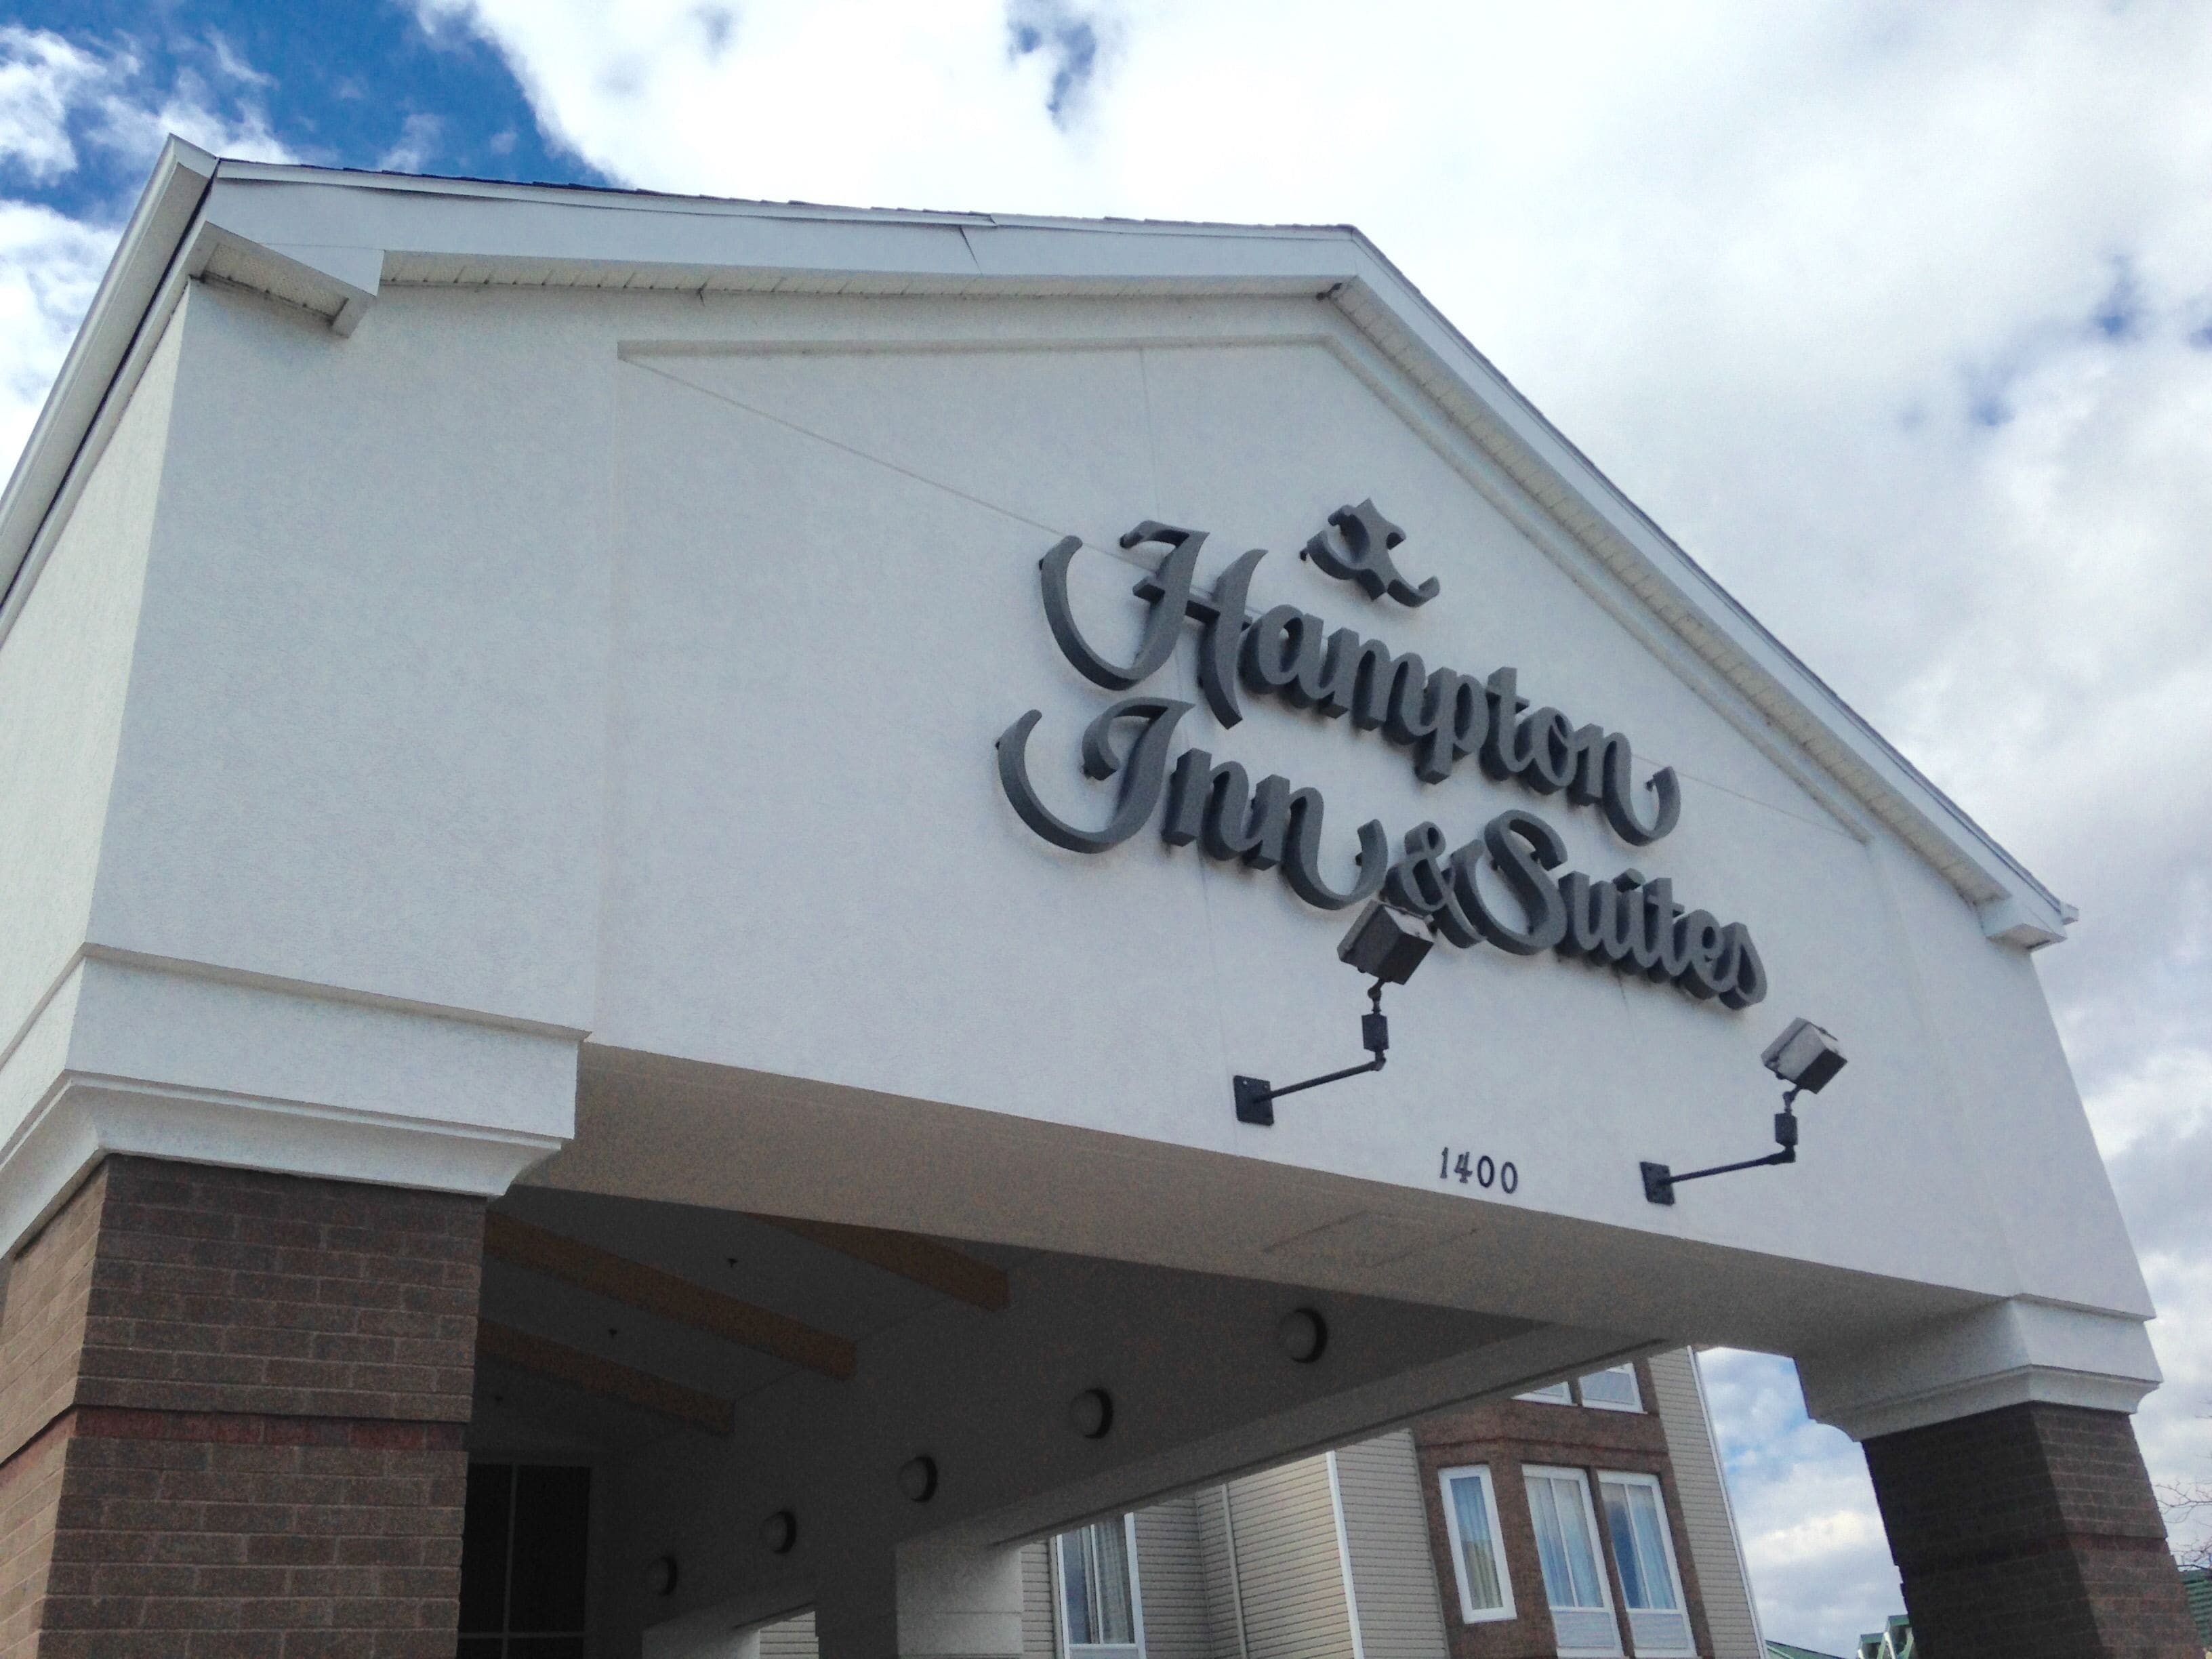 Hampton
Inn & Suites
1400